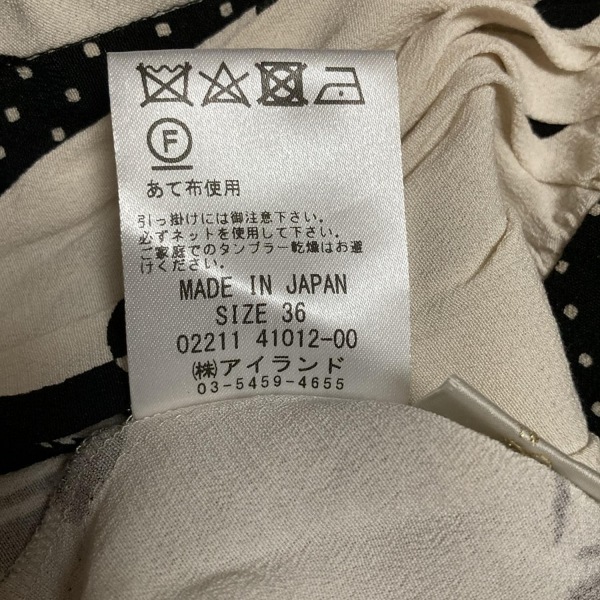 F
あて布使用
引っ掛けには御注意下さい。
必ずネットを使用して下さい。
ご家庭でのタンブラー乾燥はお避
けください。
MADE IN JAPAN
SIZE 36
02211 41012-00
㈱アイランド
03-5459-4655